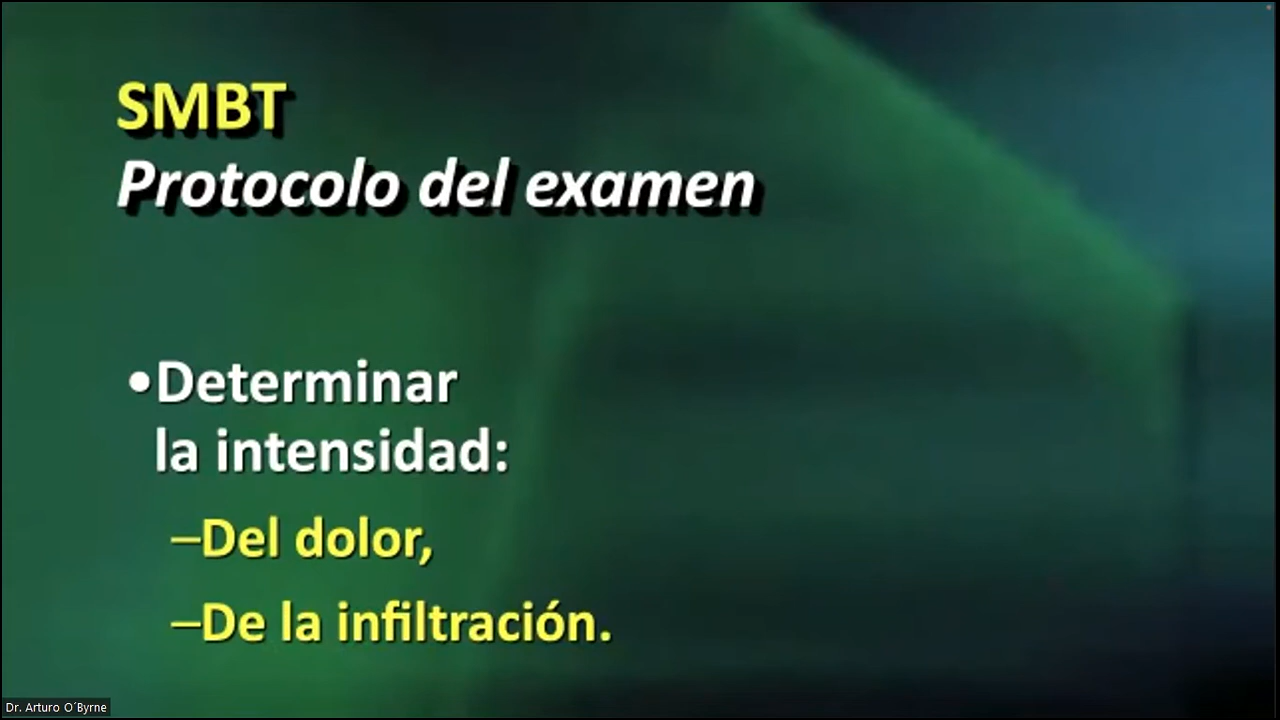 SMBT
Protocolo del examen
•Determinar
la intensidad:
–Del dolor,
–De la infiltración.
Dr. Arturo O´Byrne